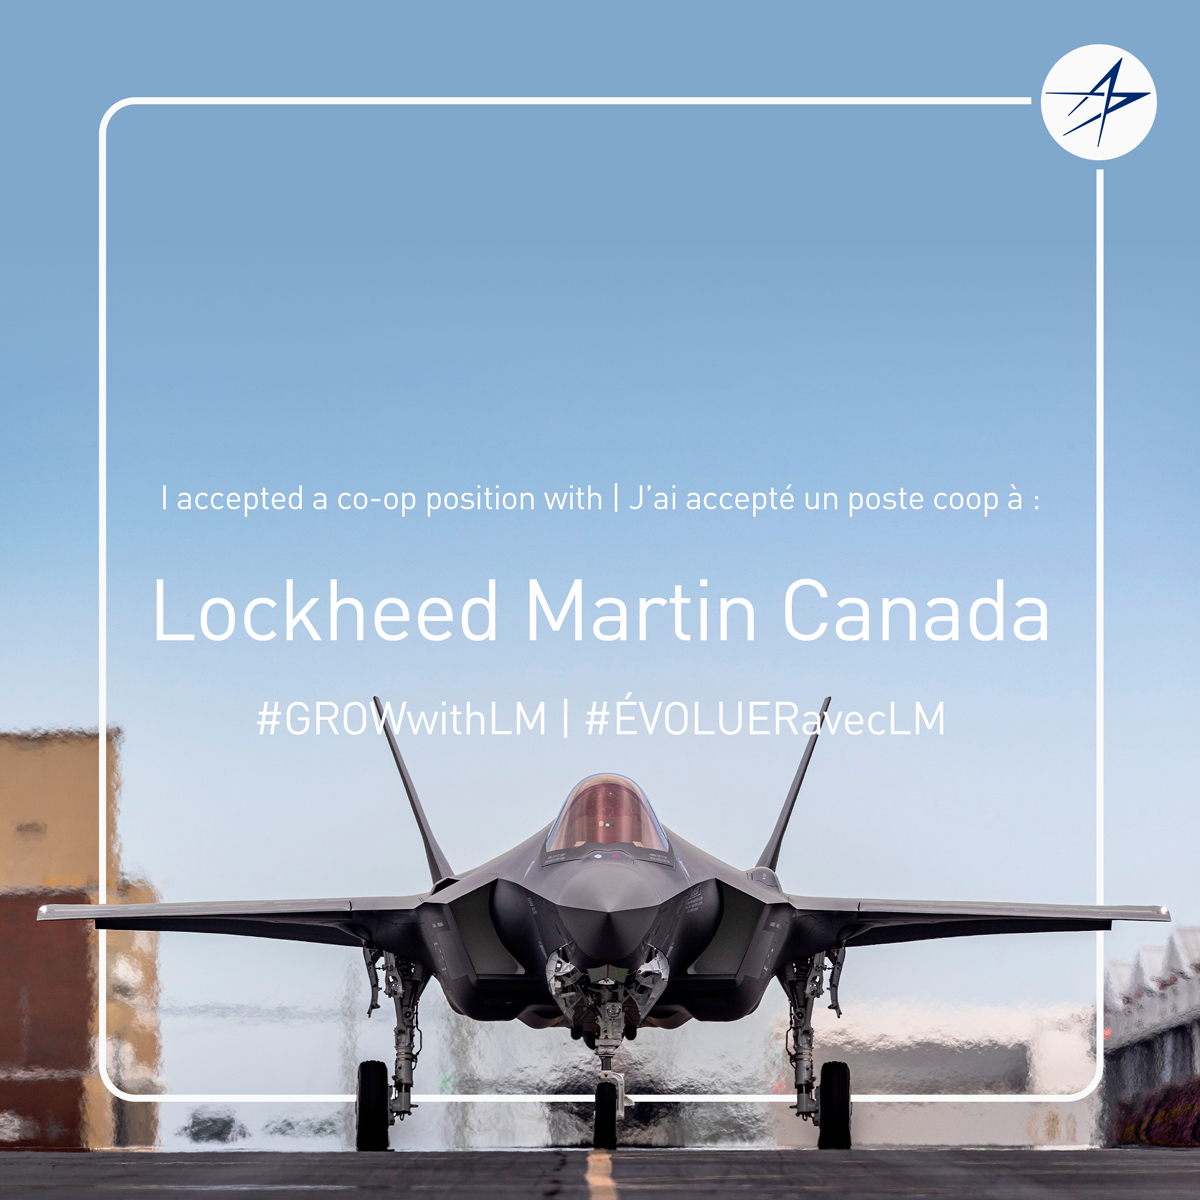 I accepted a co-op position with | J’ai accepté un poste coop à :
Lockheed Martin Canada
#GROWwithLM | #ÉVOLUERavecLM